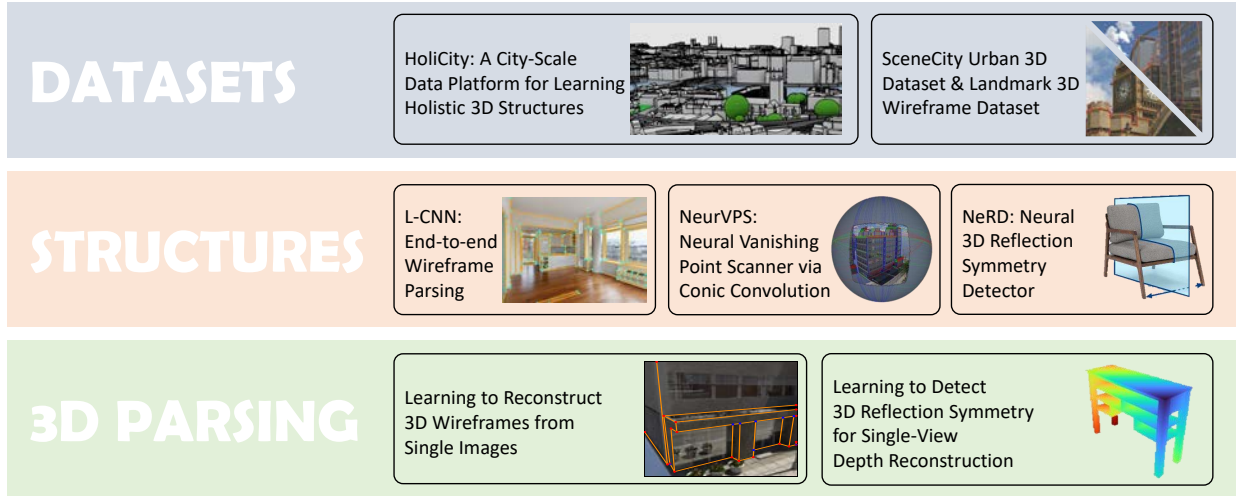 DATASETS
HoliCity: A City-Scale
Data Platform for Learning
Holistic 3D Structures
SceneCity Urban 3D
Dataset & Landmark 3D
Wireframe Dataset
STRUCTURES
L-CNN:
End-to-end
Wireframe
Parsing
NeurVPS:
Neural Vanishing
Point Scanner via
Conic Convolution
NeRD: Neural
3D Reflection
Symmetry
Detector
3D PARSING
Learning to Reconstruct
3D Wireframes from
Single Images
Learning to Detect
3D Reflection Symmetry
for Single-View
Depth Reconstruction